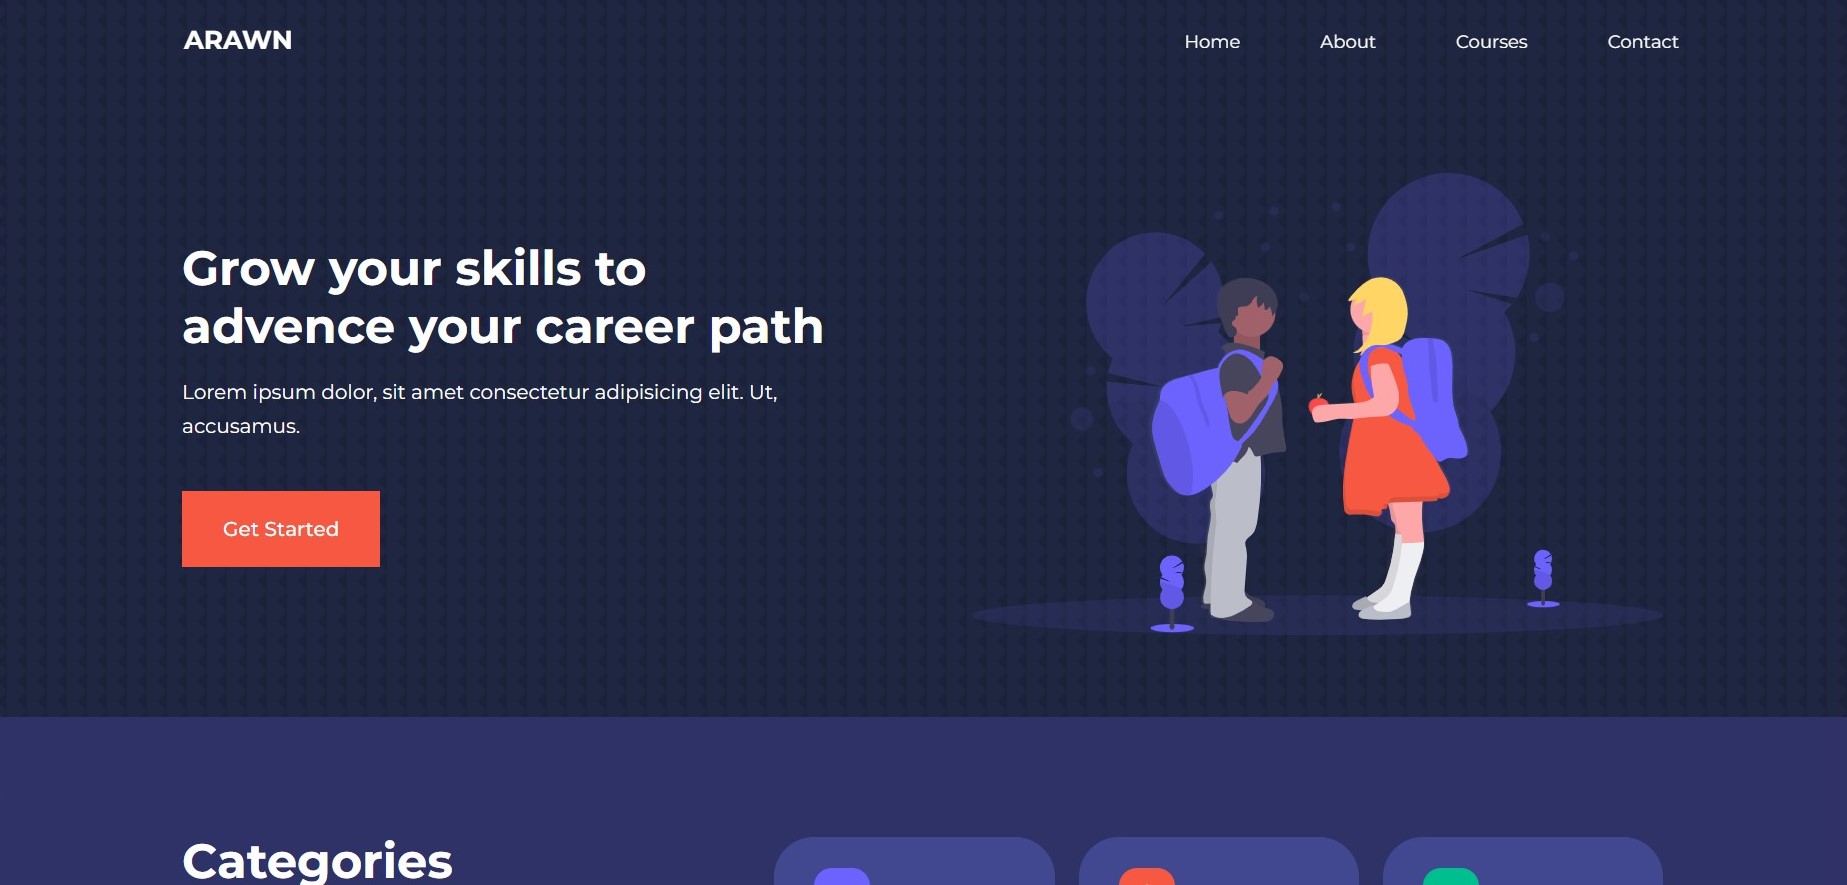 ARAWN
Home
About
Courses
Contact
Grow your skills to
advence your career path
Lorem ipsum dolor, sit amet consectetur adipisicing elit. Ut,
accusamus.
Get Started
Categories